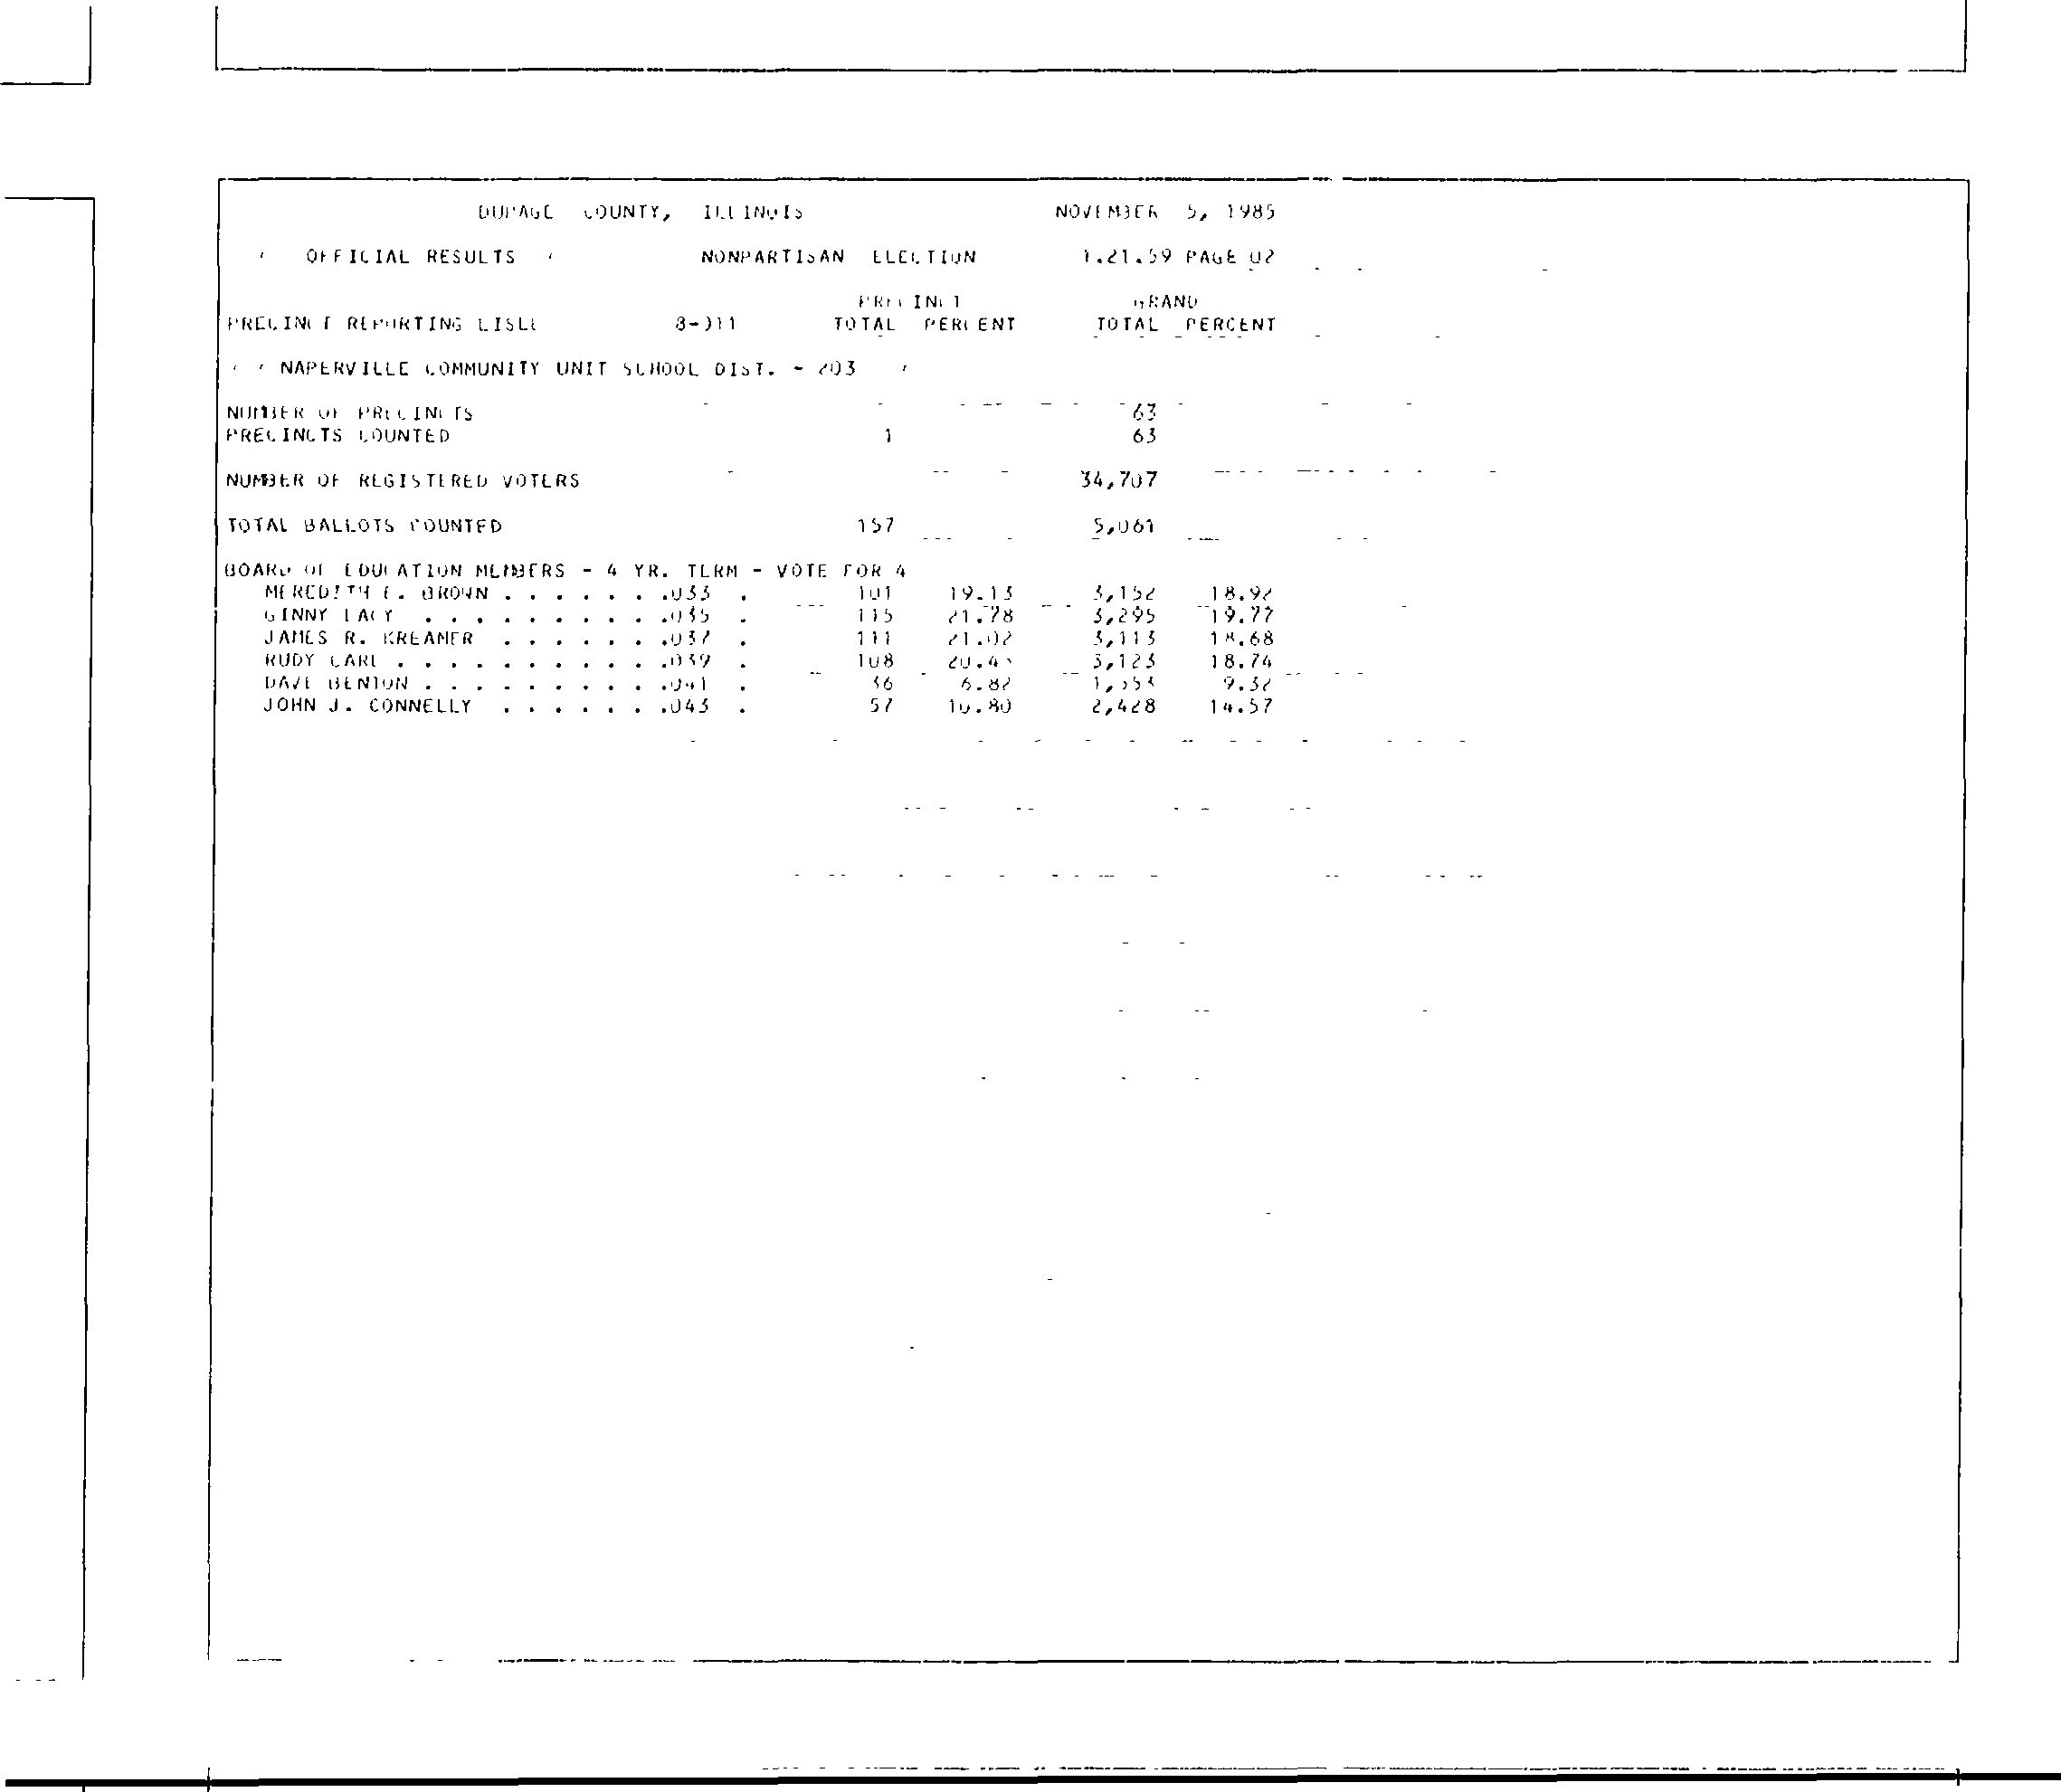 DUPAGE COUNTY, ILLINOIS NOVEMBER 5, 1985
OFFICIAL RESULTS NONPARTISAN ELECTION 1.21.59 PAGE 02
PRECINCT GRAND
PRECINCT REPORTING LISLE 8-011 TOTAL PERCENT TOTAL PERCENT
NAPERVILLE COMMUNITY UNIT SCHOOL DIST. - 203
NUMBER OF PRECINCTS 63
PRECINCTS COUNTED 1 63
NUMBER OF REGISTERED VOTERS 34,707
TOTAL BALLOTS COUNTED 157 5,061
BOARD OF EDUCATION MEMBERS - 4 YR. TERM - VOTE FOR 4
MEREDITH E. BROWN . . . . . . .033 . 101 19.13 3,152 18.92
GINNY LACY . . . . . . . . . .035 . 115 21.78 3,295 19.77
JAMES R. KREAMER . . . . . . .037 . 111 21.02 3,113 18.68
RUDY CARL . . . . . . . . . . .039 . 108 20.45 3,123 18.74
DAVE BENTON . . . . . . . . . .041 . 36 6.82 1,553 9.32
JOHN J. CONNELLY . . . . . . .043 . 57 10.80 2,428 14.57